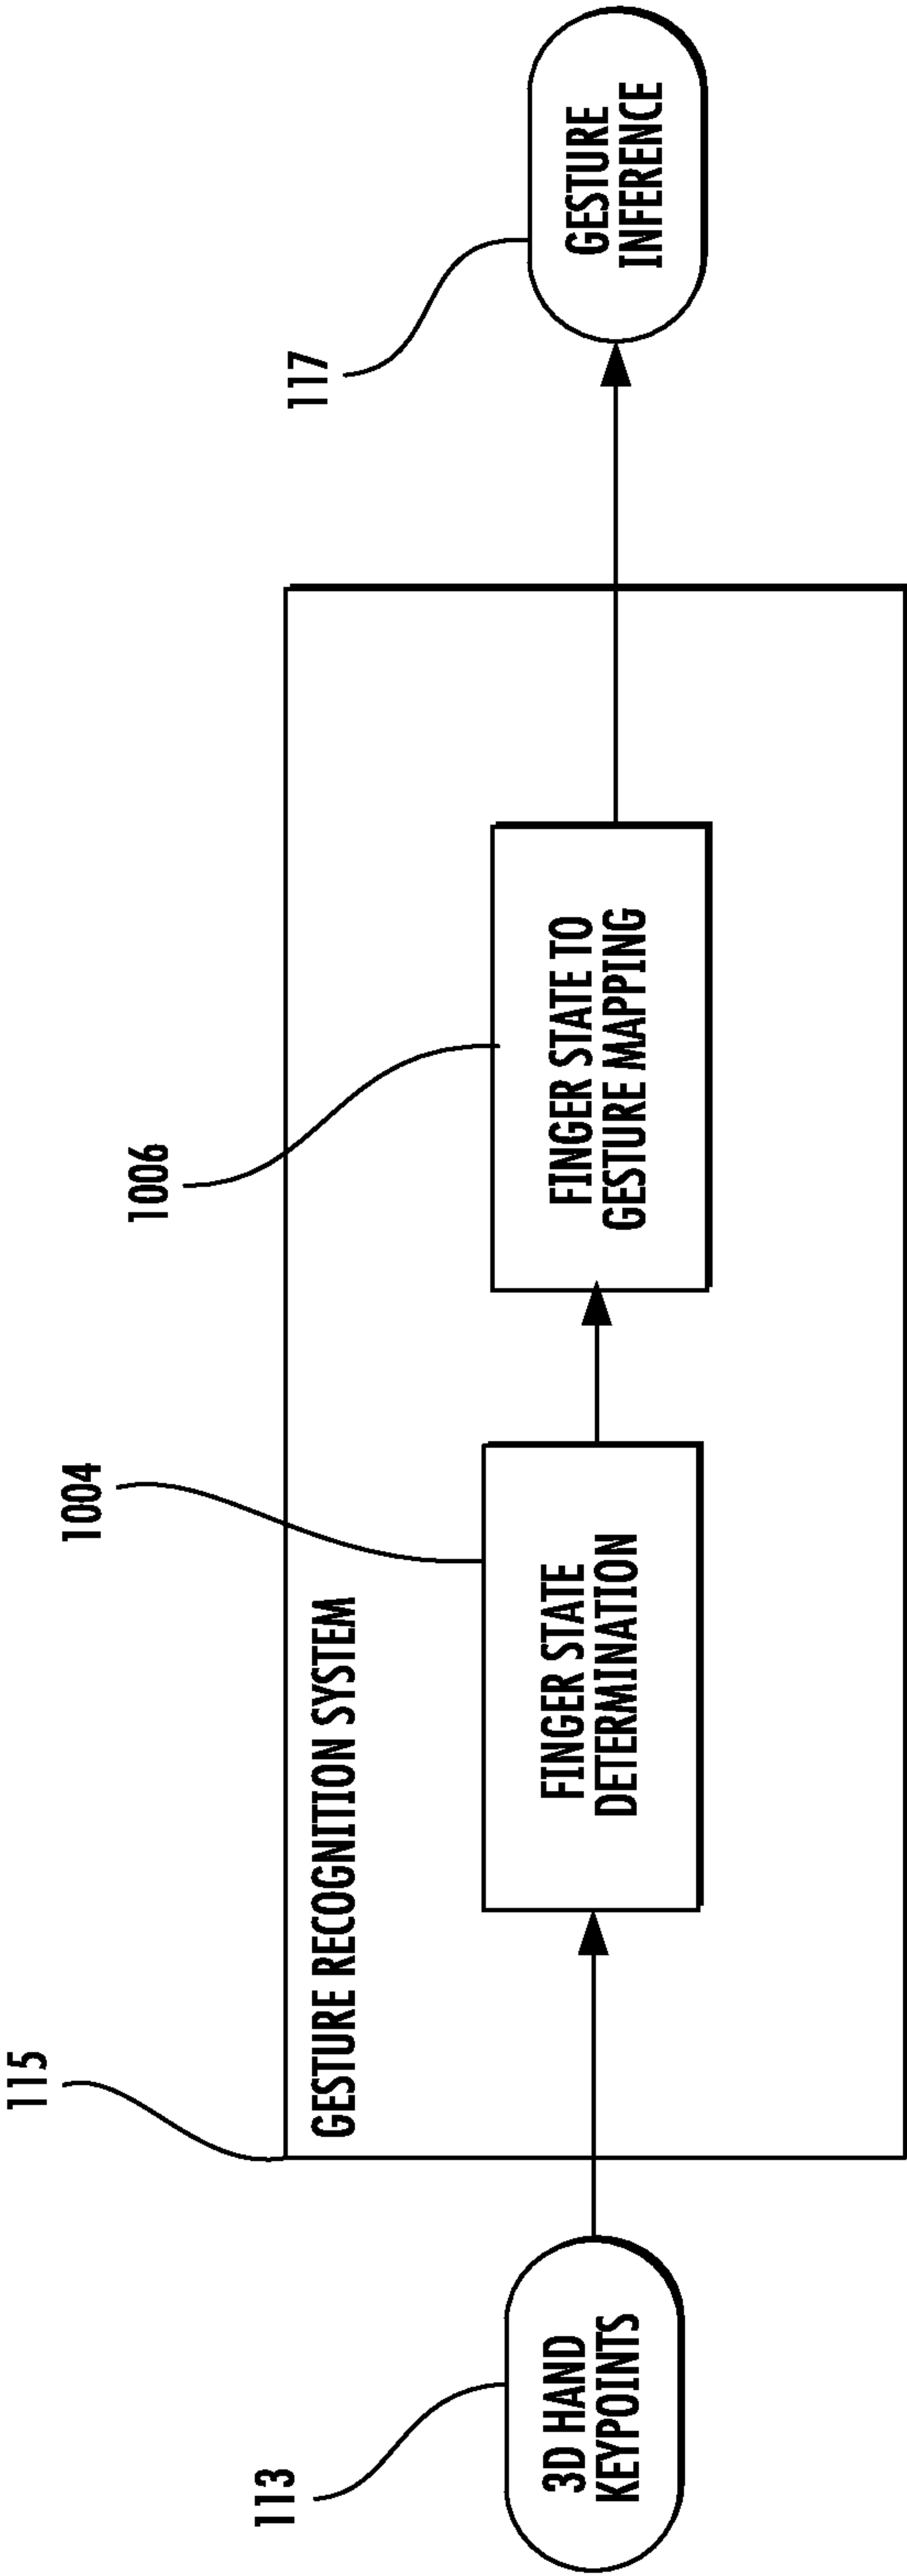 115
GESTURE RECOGNITION SYSTEM
113
3D HAND
KEYPOINTS
1004
FINGER STATE
DETERMINATION
1006
FINGER STATE TO
GESTURE MAPPING
117
GESTURE
INFERENCE